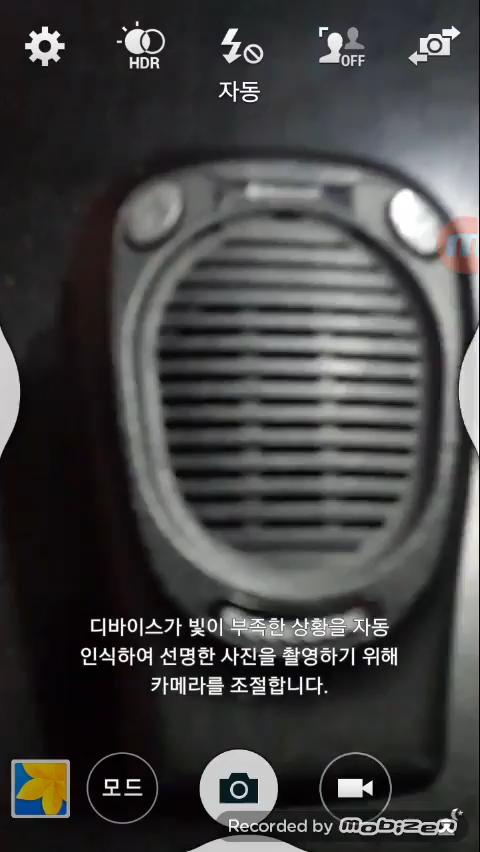 HDR
OFF
자동
디바이스가 빛이 부족한 상황을 자동
인식하여 선명한 사진을 촬영하기 위해
카메라를 조절합니다.
모드
Recorded by mobizen